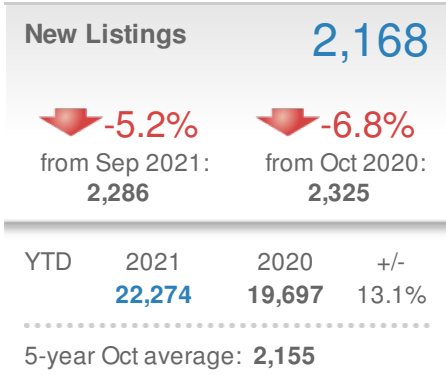 New Listings 2,168
-5.2% -6.8%
from Sep 2021: from Oct 2020:
2,286 2,325
YTD 2021 2020 +/-
22,274 19,697 13.1%
5-year Oct average: 2,155